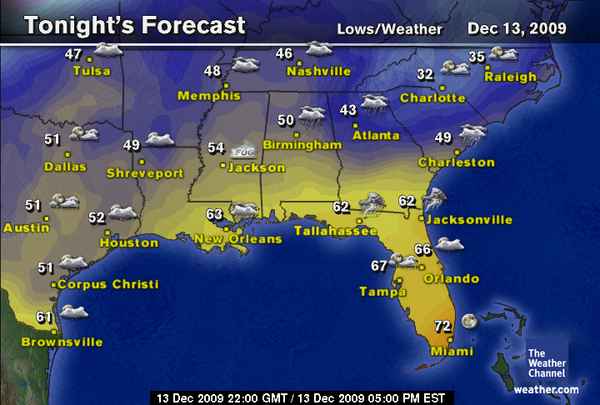 Tonight's Forecast
Lows/Weather
Dec 13, 2009
47
Tulsa
46
Nashville
35
Raleigh
48
Memphis
32
Charlotte
43
Atlanta
50
Birmingham
49
Charleston
51
Dallas
49
Shreveport
54
FOG
Jackson
51
Austin
52
Houston
63
New Orleans
62
Tallahassee
62
Jacksonville
51
Corpus Christi
67
Tampa
66
Orlando
61
Brownsville
72
Miami
The
Weather
Channel
weather.com
13 Dec 2009 22:00 GMT / 13 Dec 2009 05:00 PM EST